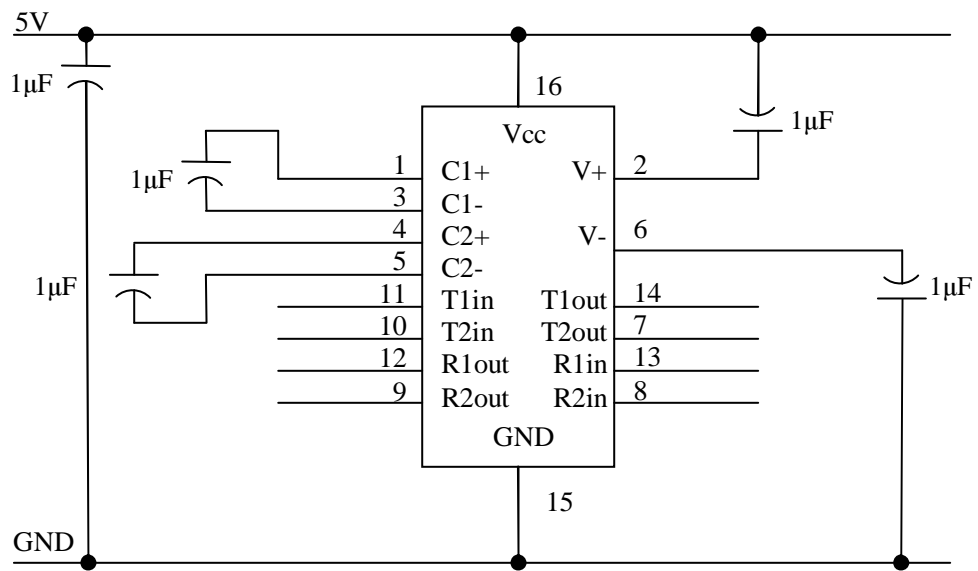 5V
1µF
16
1µF
Vcc
1µF
1 C1+ V+ 2
3 C1-
4 C2+ V- 6
1µF
5 C2-
1µF
11 T1in T1out 14
10 T2in T2out 7
12 R1out R1in 13
9 R2out R2in 8
GND
15
GND